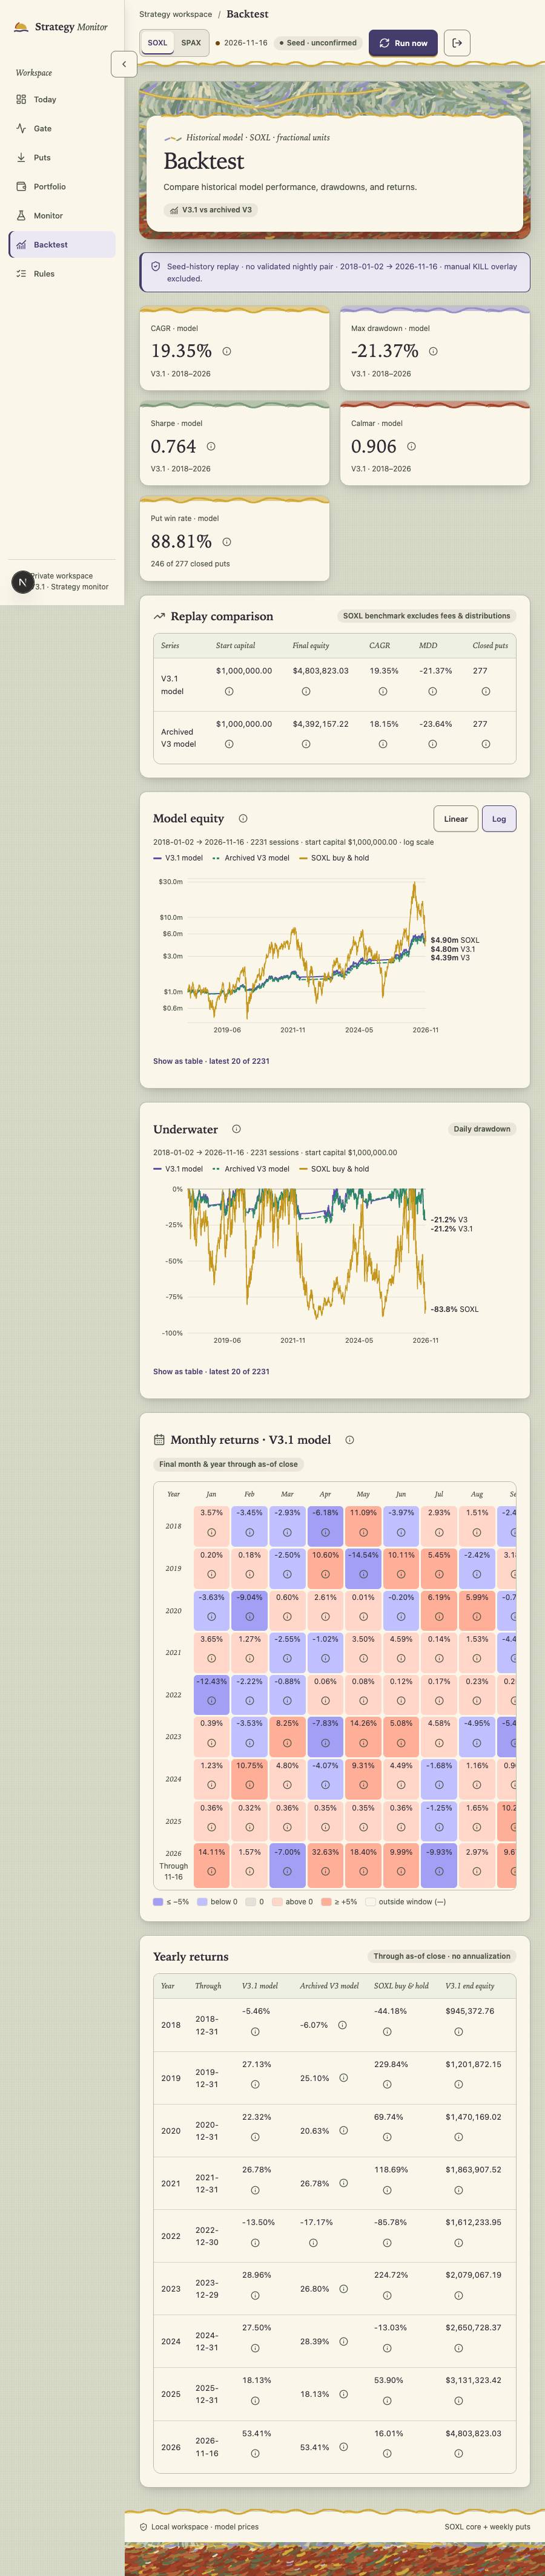 Strategy Monitor
Workspace
Today
Gate
Puts
Portfolio
Monitor
Backtest
Rules
Private workspace
V3.1 · Strategy monitor
N
Strategy workspace / Backtest
SOXL SPAX 2026-11-16 Seed · unconfirmed Run now
Historical model · SOXL · fractional units
Backtest
Compare historical model performance, drawdowns, and returns.
V3.1 vs archived V3
Seed-history replay · no validated nightly pair · 2018-01-02 → 2026-11-16 · manual KILL overlay
excluded.
CAGR · model
19.35%
V3.1 · 2018–2026
Max drawdown · model
-21.37%
V3.1 · 2018–2026
Sharpe · model
0.764
V3.1 · 2018–2026
Calmar · model
0.906
V3.1 · 2018–2026
Put win rate · model
88.81%
246 of 277 closed puts
Replay comparison SOXL benchmark excludes fees & distributions
Series Start capital Final equity CAGR MDD Closed puts
V3.1 model $1,000,000.00 $4,803,823.03 19.35% -21.37% 277
Archived V3 model $1,000,000.00 $4,392,157.22 18.15% -23.64% 277
Model equity Linear Log
2018-01-02 → 2026-11-16 · 2231 sessions · start capital $1,000,000.00 · log scale
V3.1 model Archived V3 model SOXL buy & hold
$30.0m
$10.0m
$6.0m
$3.0m
$1.0m
$0.6m
$4.90m SOXL
$4.80m V3.1
$4.39m V3
2019-06 2021-11 2024-05 2026-11
Show as table · latest 20 of 2231
Underwater Daily drawdown
2018-01-02 → 2026-11-16 · 2231 sessions · start capital $1,000,000.00
V3.1 model Archived V3 model SOXL buy & hold
0%
-25%
-50%
-75%
-100%
-21.2% V3
-21.2% V3.1
-83.8% SOXL
2019-06 2021-11 2024-05 2026-11
Show as table · latest 20 of 2231
Monthly returns · V3.1 model
Final month & year through as-of close
Year Jan Feb Mar Apr May Jun Jul Aug Se
2018 3.57% -3.45% -2.93% -6.18% 11.09% -3.97% 2.93% 1.51% -2.4
2019 0.20% 0.18% -2.50% 10.60% -14.54% 10.11% 5.45% -2.42% 3.1
2020 -3.63% -9.04% 0.60% 2.61% 0.01% -0.20% 6.19% 5.99% -0.7
2021 3.65% 1.27% -2.55% -1.02% 3.50% 4.59% 0.14% 1.53% -4.4
2022 -12.43% -2.22% -0.88% 0.06% 0.08% 0.12% 0.17% 0.23% 0.2
2023 0.39% -3.53% 8.25% -7.83% 14.26% 5.08% 4.58% -4.95% -5.4
2024 1.23% 10.75% 4.80% -4.07% 9.31% 4.49% -1.68% 1.16% 0.9
2025 0.36% 0.32% 0.36% 0.35% 0.35% 0.36% -1.25% 1.65% 10.2
2026 Through 11-16 14.11% 1.57% -7.00% 32.63% 18.40% 9.99% -9.93% 2.97% 9.6
≤ −5% below 0 0 above 0 ≥ +5% outside window (—)
Yearly returns Through as-of close · no annualization
Year Through V3.1 model Archived V3 model SOXL buy & hold V3.1 end equity
2018 2018-12-31 -5.46% -6.07% -44.18% $945,372.76
2019 2019-12-31 27.13% 25.10% 229.84% $1,201,872.15
2020 2020-12-31 22.32% 20.63% 69.74% $1,470,169.02
2021 2021-12-31 26.78% 26.78% 118.69% $1,863,907.52
2022 2022-12-30 -13.50% -17.17% -85.78% $1,612,233.95
2023 2023-12-29 28.96% 26.80% 224.72% $2,079,067.19
2024 2024-12-31 27.50% 28.39% -13.03% $2,650,728.37
2025 2025-12-31 18.13% 18.13% 53.90% $3,131,323.42
2026 2026-11-16 53.41% 53.41% 16.01% $4,803,823.03
Local workspace · model prices SOXL core + weekly puts